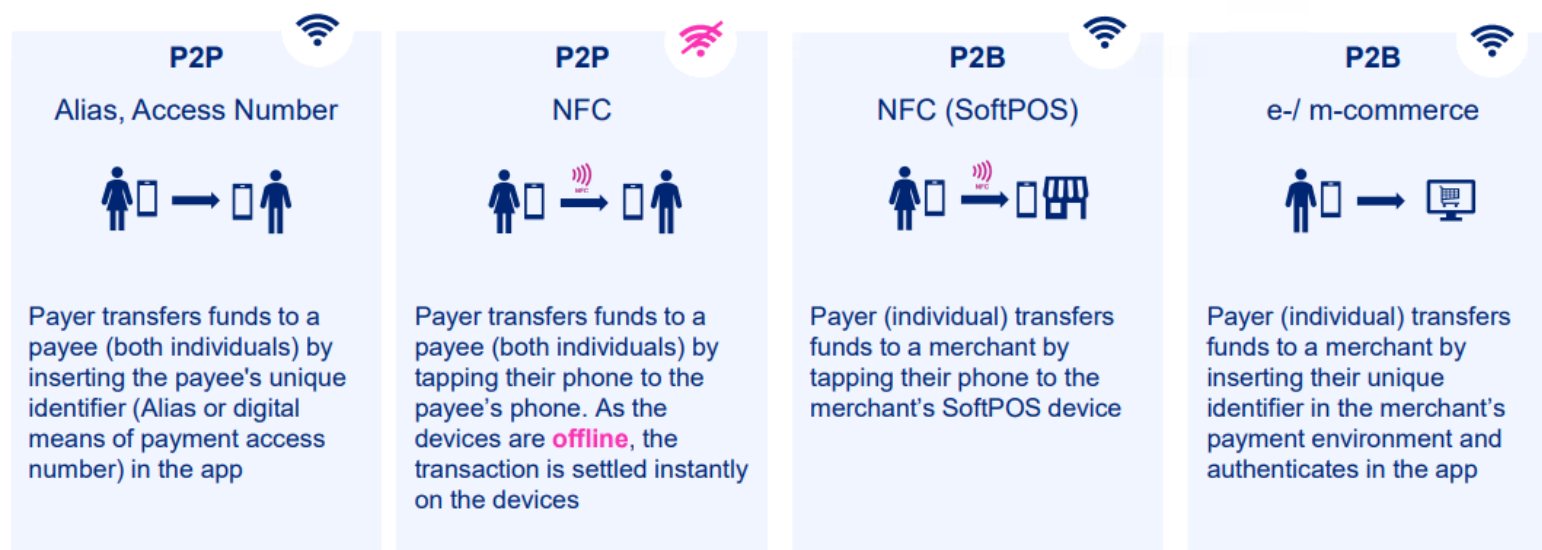 P2P
Alias, Access Number
Payer transfers funds to a
payee (both individuals) by
inserting the payee's unique
identifier (Alias or digital
means of payment access
number) in the app
P2P
NFC
NFC
Payer transfers funds to a
payee (both individuals) by
tapping their phone to the
payee’s phone. As the
devices are offline, the
transaction is settled instantly
on the devices
P2B
NFC (SoftPOS)
NFC
Payer (individual) transfers
funds to a merchant by
tapping their phone to the
merchant’s SoftPOS device
P2B
e-/ m-commerce
Payer (individual) transfers
funds to a merchant by
inserting their unique
identifier in the merchant’s
payment environment and
authenticates in the app